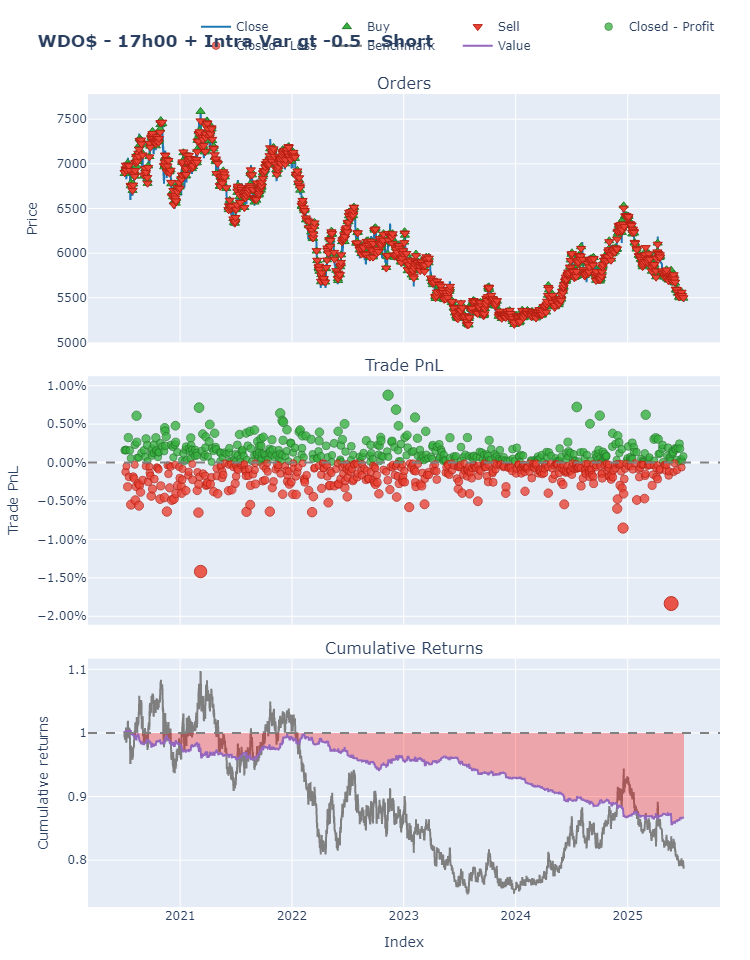 Close Buy Sell Closed - Profit
Closed - Loss Benchmark Value
WDO$ - 17h00 + Intra Var gt -0.5 - Short
Orders
7500
7000
6500
6000
5500
5000
Price
Trade PnL
1.00%
0.50%
0.00%
−0.50%
−1.00%
−1.50%
−2.00%
Trade PnL
Cumulative Returns
1.1
1
0.9
0.8
Cumulative returns
2021 2022 2023 2024 2025
Index